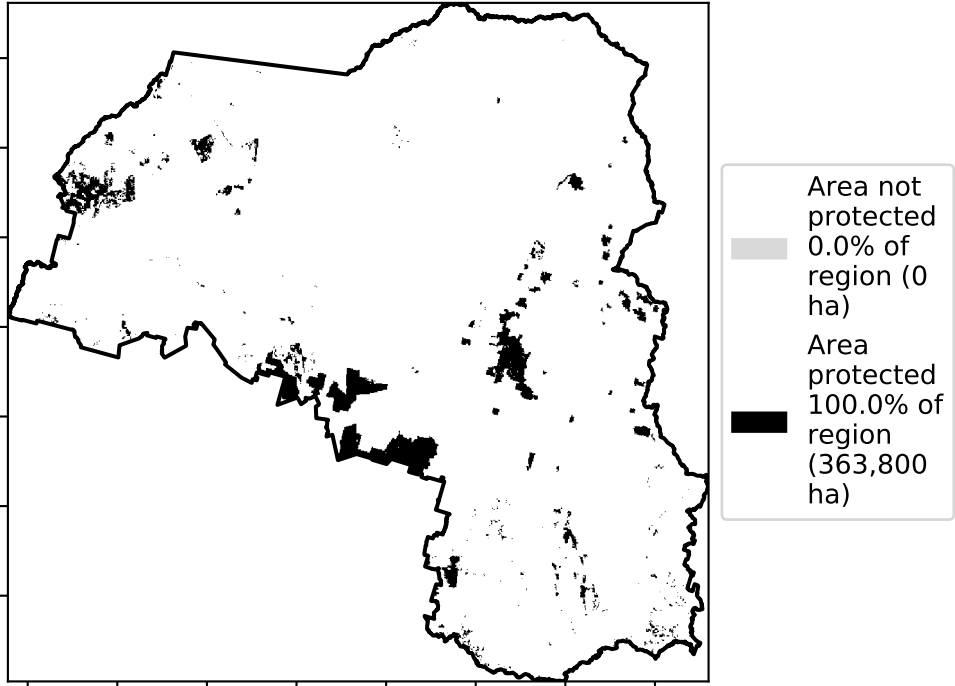 Area not
protected
0.0% of
region (0
ha)
Area
protected
100.0% of
region
(363,800
ha)